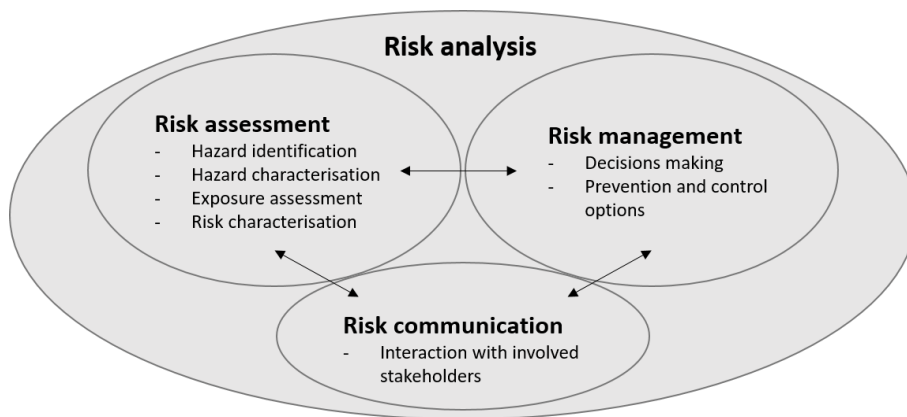 Risk analysis
Risk assessment
- Hazard identification
- Hazard characterisation
- Exposure assessment
- Risk characterisation
Risk management
- Decisions making
- Prevention and control
options
Risk communication
- Interaction with involved
stakeholders